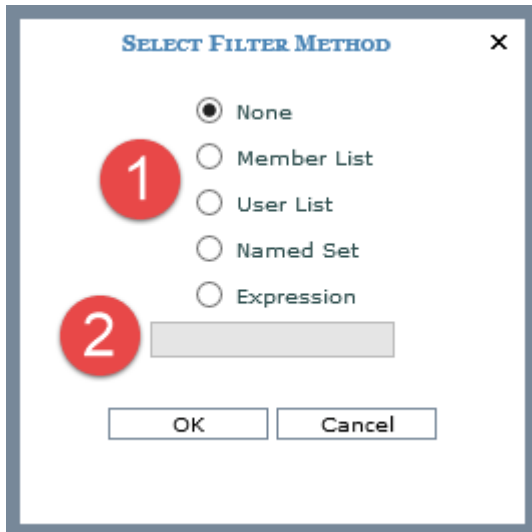 Select Filter Method ×
None
Member List
1
User List
Named Set
Expression
2
OK Cancel